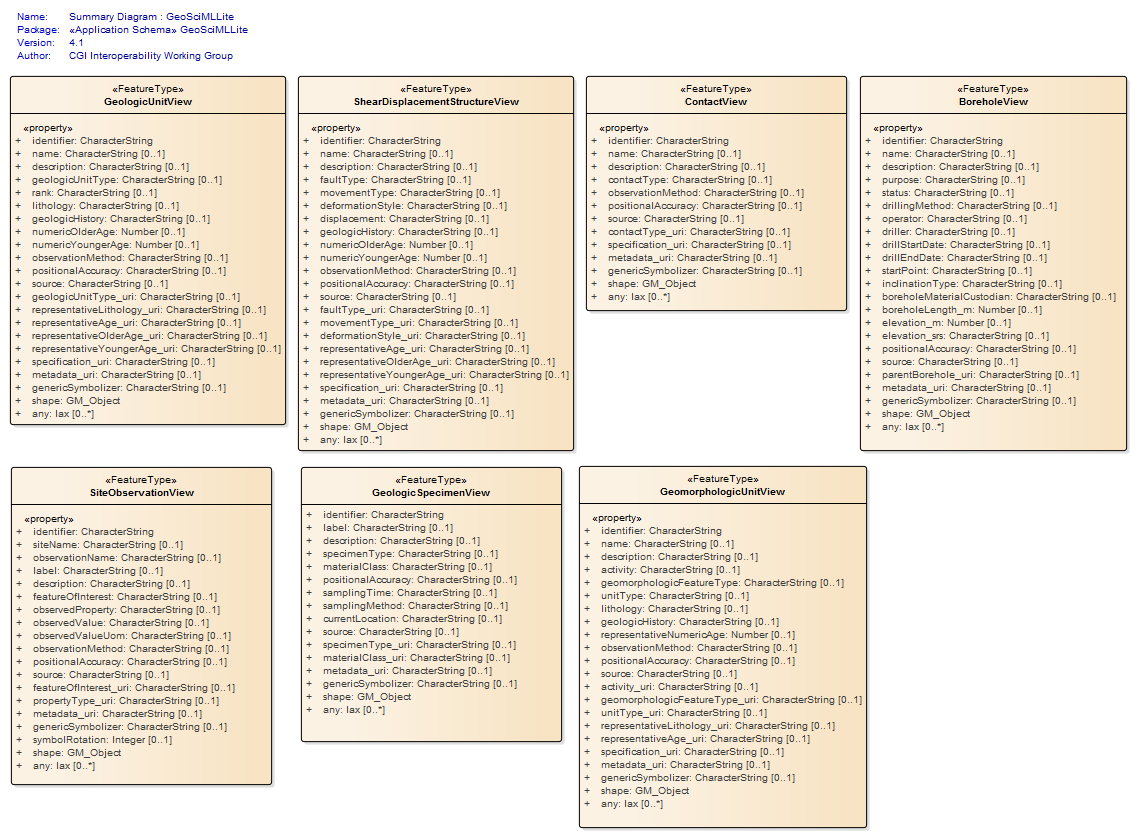 Name: Summary Diagram : GeoSciMLLite
Package: «Application Schema» GeoSciMLLite
Version: 4.1
Author: CGI Interoperability Working Group
«FeatureType»
GeologicUnitView
«property»
+ identifier: CharacterString
+ name: CharacterString [0..1]
+ description: CharacterString [0..1]
+ geologicUnitType: CharacterString [0..1]
+ rank: CharacterString [0..1]
+ lithology: CharacterString [0..1]
+ geologicHistory: CharacterString [0..1]
+ numericOlderAge: Number [0..1]
+ numericYoungerAge: Number [0..1]
+ observationMethod: CharacterString [0..1]
+ positionalAccuracy: CharacterString [0..1]
+ source: CharacterString [0..1]
+ geologicUnitType_uri: CharacterString [0..1]
+ representativeLithology_uri: CharacterString [0..1]
+ representativeAge_uri: CharacterString [0..1]
+ representativeOlderAge_uri: CharacterString [0..1]
+ representativeYoungerAge_uri: CharacterString [0..1]
+ specification_uri: CharacterString [0..1]
+ metadata_uri: CharacterString [0..1]
+ genericSymbolizer: CharacterString [0..1]
+ shape: GM_Object
+ any: lax [0..*]
«FeatureType»
ShearDisplacementStructureView
«property»
+ identifier: CharacterString
+ name: CharacterString [0..1]
+ description: CharacterString [0..1]
+ faultType: CharacterString [0..1]
+ movementType: CharacterString [0..1]
+ deformationStyle: CharacterString [0..1]
+ displacement: CharacterString [0..1]
+ geologicHistory: CharacterString [0..1]
+ numericOlderAge: Number [0..1]
+ numericYoungerAge: Number [0..1]
+ observationMethod: CharacterString [0..1]
+ positionalAccuracy: CharacterString [0..1]
+ source: CharacterString [0..1]
+ faultType_uri: CharacterString [0..1]
+ movementType_uri: CharacterString [0..1]
+ deformationStyle_uri: CharacterString [0..1]
+ representativeAge_uri: CharacterString [0..1]
+ representativeOlderAge_uri: CharacterString [0..1]
+ representativeYoungerAge_uri: CharacterString [0..1]
+ specification_uri: CharacterString [0..1]
+ metadata_uri: CharacterString [0..1]
+ genericSymbolizer: CharacterString [0..1]
+ shape: GM_Object
+ any: lax [0..*]
«FeatureType»
ContactView
«property»
+ identifier: CharacterString
+ name: CharacterString [0..1]
+ description: CharacterString [0..1]
+ contactType: CharacterString [0..1]
+ observationMethod: CharacterString [0..1]
+ positionalAccuracy: CharacterString [0..1]
+ source: CharacterString [0..1]
+ contactType_uri: CharacterString [0..1]
+ specification_uri: CharacterString [0..1]
+ metadata_uri: CharacterString [0..1]
+ genericSymbolizer: CharacterString [0..1]
+ shape: GM_Object
+ any: lax [0..*]
«FeatureType»
BoreholeView
«property»
+ identifier: CharacterString
+ name: CharacterString [0..1]
+ description: CharacterString [0..1]
+ purpose: CharacterString [0..1]
+ status: CharacterString [0..1]
+ drillingMethod: CharacterString [0..1]
+ operator: CharacterString [0..1]
+ driller: CharacterString [0..1]
+ drillStartDate: CharacterString [0..1]
+ drillEndDate: CharacterString [0..1]
+ startPoint: CharacterString [0..1]
+ inclinationType: CharacterString [0..1]
+ boreholeMaterialCustodian: CharacterString [0..1]
+ boreholeLength_m: Number [0..1]
+ elevation_m: Number [0..1]
+ elevation_srs: CharacterString [0..1]
+ positionalAccuracy: CharacterString [0..1]
+ source: CharacterString [0..1]
+ parentBorehole_uri: CharacterString [0..1]
+ metadata_uri: CharacterString [0..1]
+ genericSymbolizer: CharacterString [0..1]
+ shape: GM_Object
+ any: lax [0..*]
«FeatureType»
SiteObservationView
«property»
+ identifier: CharacterString
+ siteName: CharacterString [0..1]
+ observationName: CharacterString [0..1]
+ label: CharacterString [0..1]
+ description: CharacterString [0..1]
+ featureOfInterest: CharacterString [0..1]
+ observedProperty: CharacterString [0..1]
+ observedValue: CharacterString [0..1]
+ observedValueUom: CharacterString [0..1]
+ observationMethod: CharacterString [0..1]
+ positionalAccuracy: CharacterString [0..1]
+ source: CharacterString [0..1]
+ featureOfInterest_uri: CharacterString [0..1]
+ propertyType_uri: CharacterString [0..1]
+ metadata_uri: CharacterString [0..1]
+ genericSymbolizer: CharacterString [0..1]
+ symbolRotation: Integer [0..1]
+ shape: GM_Object
+ any: lax [0..*]
«FeatureType»
GeologicSpecimenView
+ identifier: CharacterString
+ label: CharacterString [0..1]
+ description: CharacterString [0..1]
+ specimenType: CharacterString [0..1]
+ materialClass: CharacterString [0..1]
+ positionalAccuracy: CharacterString [0..1]
+ samplingTime: CharacterString [0..1]
+ samplingMethod: CharacterString [0..1]
+ currentLocation: CharacterString [0..1]
+ source: CharacterString [0..1]
+ specimenType_uri: CharacterString [0..1]
+ materialClass_uri: CharacterString [0..1]
+ metadata_uri: CharacterString [0..1]
+ genericSymbolizer: CharacterString [0..1]
+ shape: GM_Object
+ any: lax [0..*]
«FeatureType»
GeomorphologicUnitView
«property»
+ identifier: CharacterString
+ name: CharacterString [0..1]
+ description: CharacterString [0..1]
+ activity: CharacterString [0..1]
+ geomorphologicFeatureType: CharacterString [0..1]
+ unitType: CharacterString [0..1]
+ lithology: CharacterString [0..1]
+ geologicHistory: CharacterString [0..1]
+ representativeNumericAge: Number [0..1]
+ observationMethod: CharacterString [0..1]
+ positionalAccuracy: CharacterString [0..1]
+ source: CharacterString [0..1]
+ activity_uri: CharacterString [0..1]
+ geomorphologicFeatureType_uri: CharacterString [0..1]
+ unitType_uri: CharacterString [0..1]
+ representativeLithology_uri: CharacterString [0..1]
+ representativeAge_uri: CharacterString [0..1]
+ specification_uri: CharacterString [0..1]
+ metadata_uri: CharacterString [0..1]
+ genericSymbolizer: CharacterString [0..1]
+ shape: GM_Object
+ any: lax [0..*]